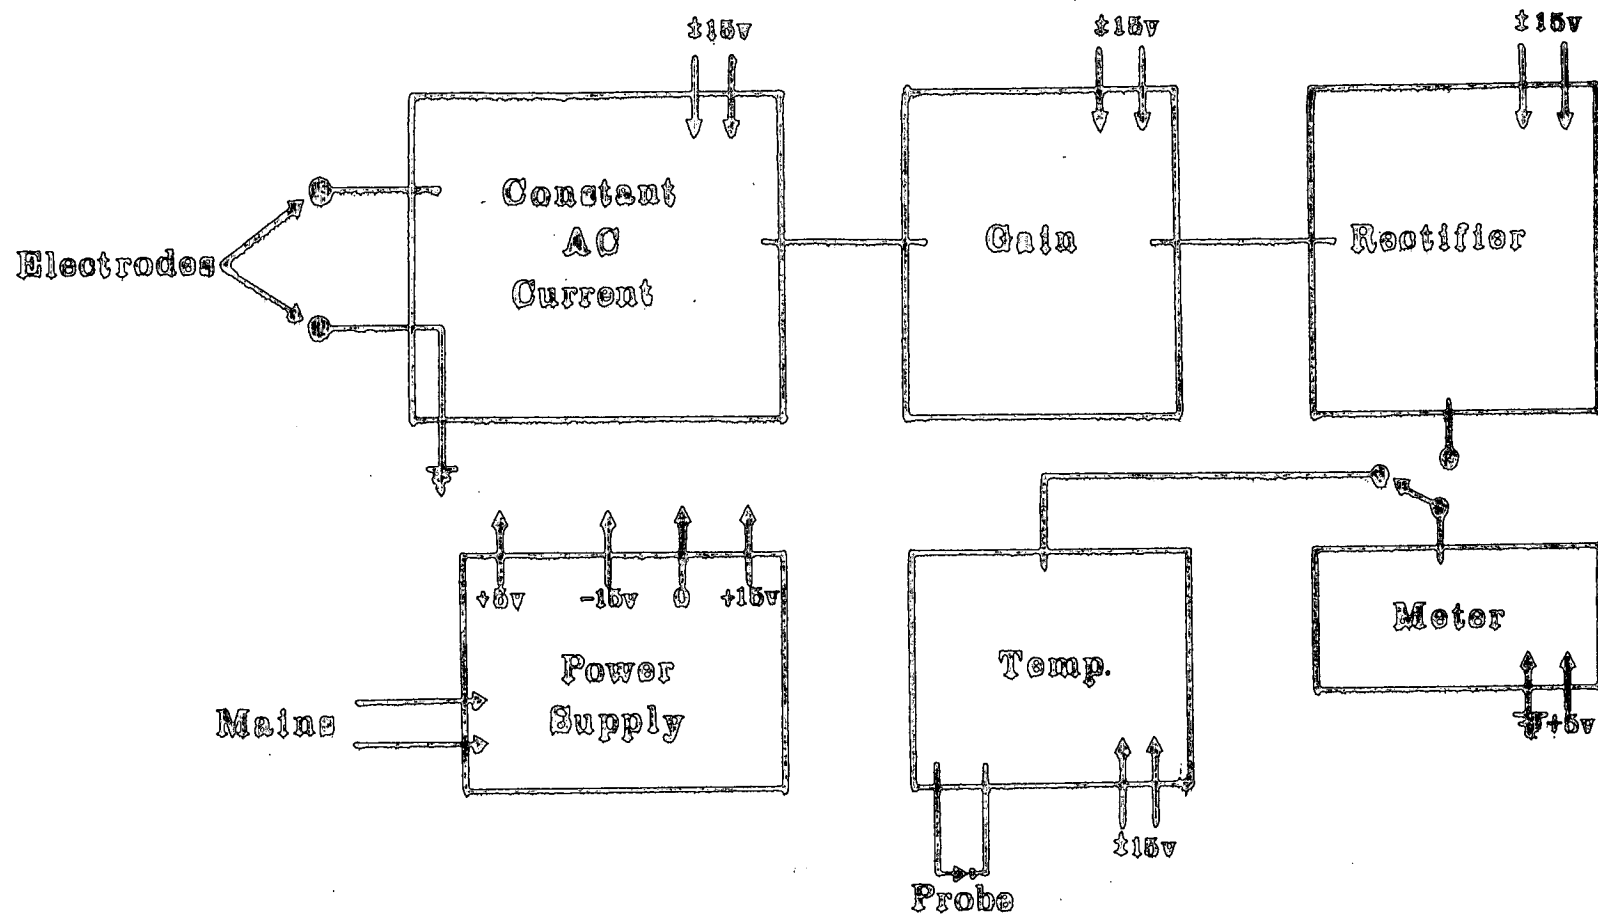 ±15v
±15v
±15v
Constant
AC
Current
Gain
Rectifier
Electrodes
+5v
-15v
0
+15v
Power
Supply
Mains
Temp.
Meter
+5v
±15v
Probe